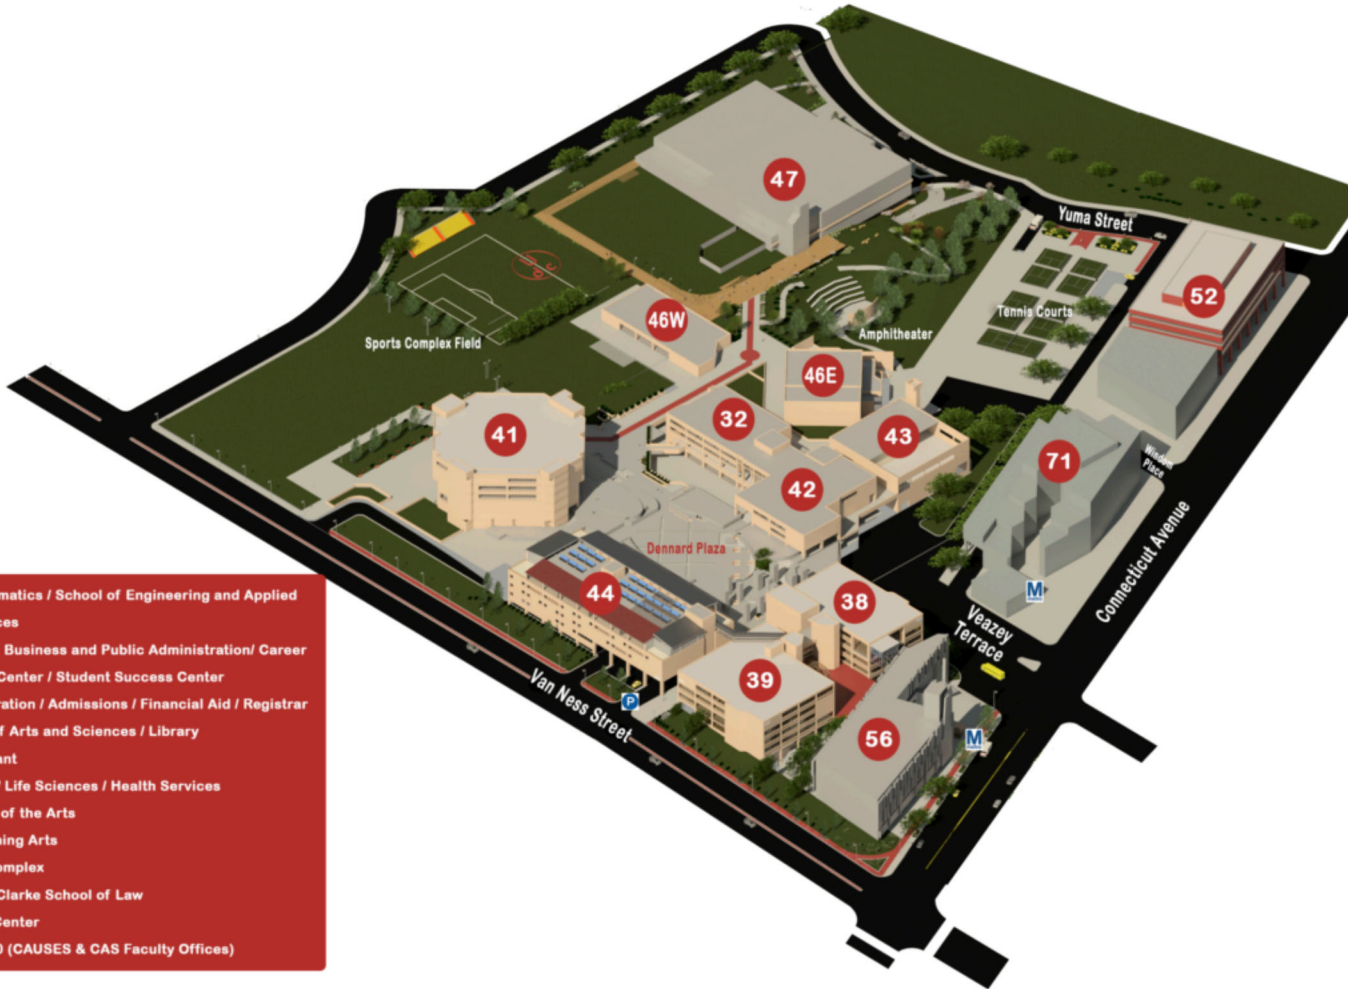 47
Yuma Street
52
46W
Tennis Courts
Amphitheater
Sports Complex Field
46E
32
41
43
71
Windom
Place
42
Connecticut Avenue
Dennard Plaza
44
M
38
Veazey
Terrace
39
P
Van Ness Street
56
M
matics / School of Engineering and Applied
ces
Business and Public Administration/ Career
Center / Student Success Center
ration / Admissions / Financial Aid / Registrar
f Arts and Sciences / Library
ant
/ Life Sciences / Health Services
of the Arts
ning Arts
omplex
Clarke School of Law
Center
0 (CAUSES & CAS Faculty Offices)